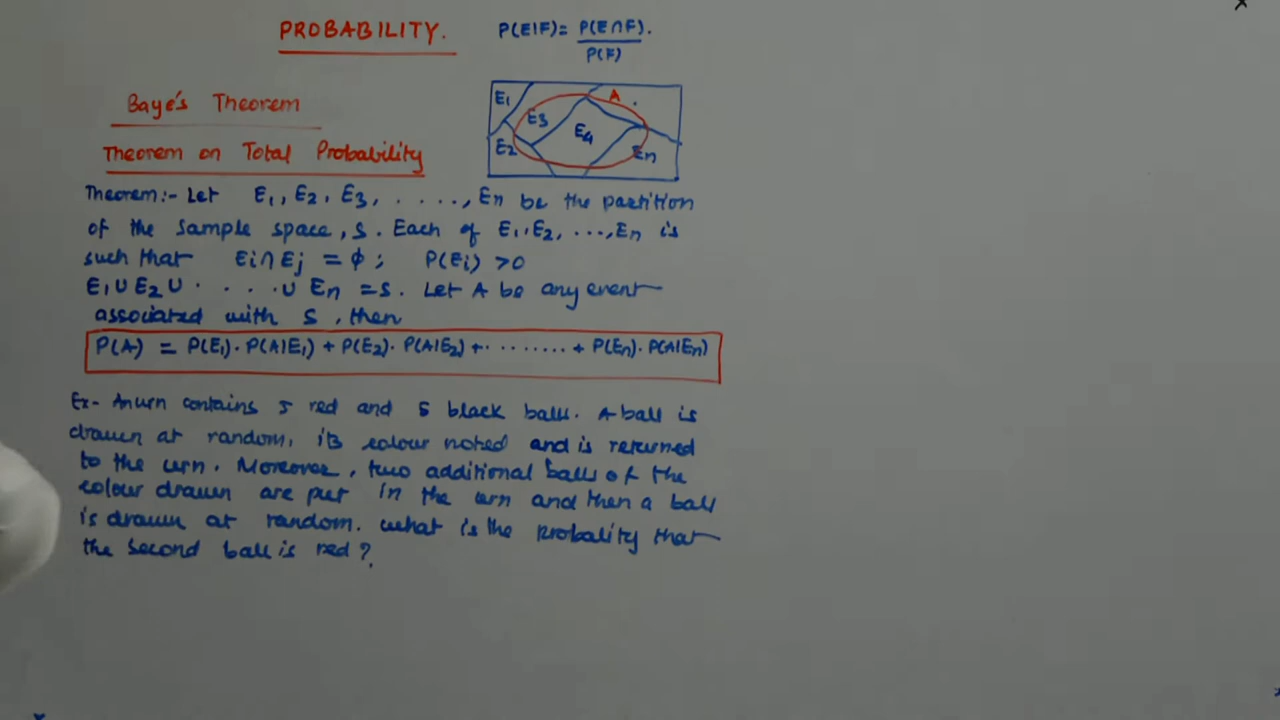 PROBABILITY.
P(E|F) = P(E∩F).
P(F)
Baye's Theorem
E1
A
E3
E4
E2
En
Theorem on Total Probability
Theorem:- Let E1, E2, E3, . . . . ., En be the partition
of the sample space, S. Each of E1, E2, ..., En is
such that Ei∩Ej = φ; P(Ei) >0
E1∪E2∪ . . . . ∪ En = S. Let A be any event
associated with S, then
P(A) = P(E1). P(A|E1) + P(E2). P(A|E2) +. ........ + P(En). P(A|En)
Ex- An urn contains 5 red and 5 black balls. A ball is
drawn at random, its colour noted and is returned
to the urn. Moreover, two additional balls of the
colour drawn are put in the urn and then a ball
is drawn at random. what is the probality that
the second ball is red?